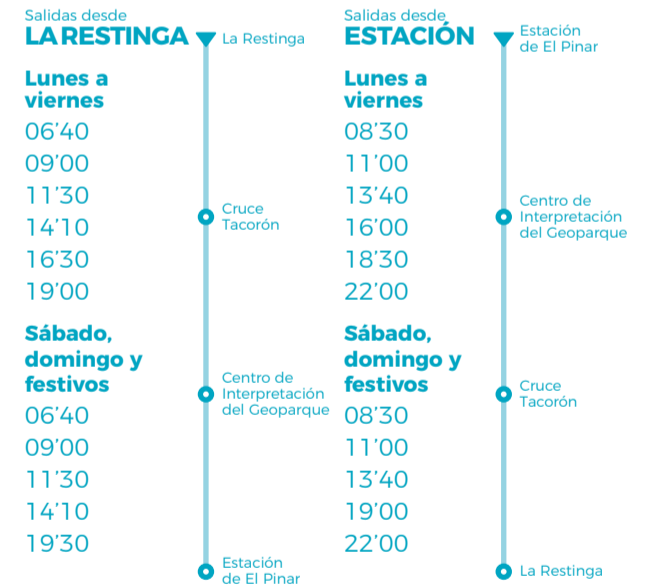 Salidas desde
LA RESTINGA
Lunes a
viernes
06’40
09’00
11’30
14’10
16’30
19’00
Sábado,
domingo y
festivos
06’40
09’00
11’30
14’10
19’30
La Restinga
Cruce
Tacorón
Centro de
Interpretación
del Geoparque
Estación
de El Pinar
Salidas desde
ESTACIÓN
Lunes a
viernes
08’30
11’00
13’40
16’00
18’30
22’00
Sábado,
domingo y
festivos
08’30
11’00
13’40
19’00
22’00
Estación
de El Pinar
Centro de
Interpretación
del Geoparque
Cruce
Tacorón
La Restinga